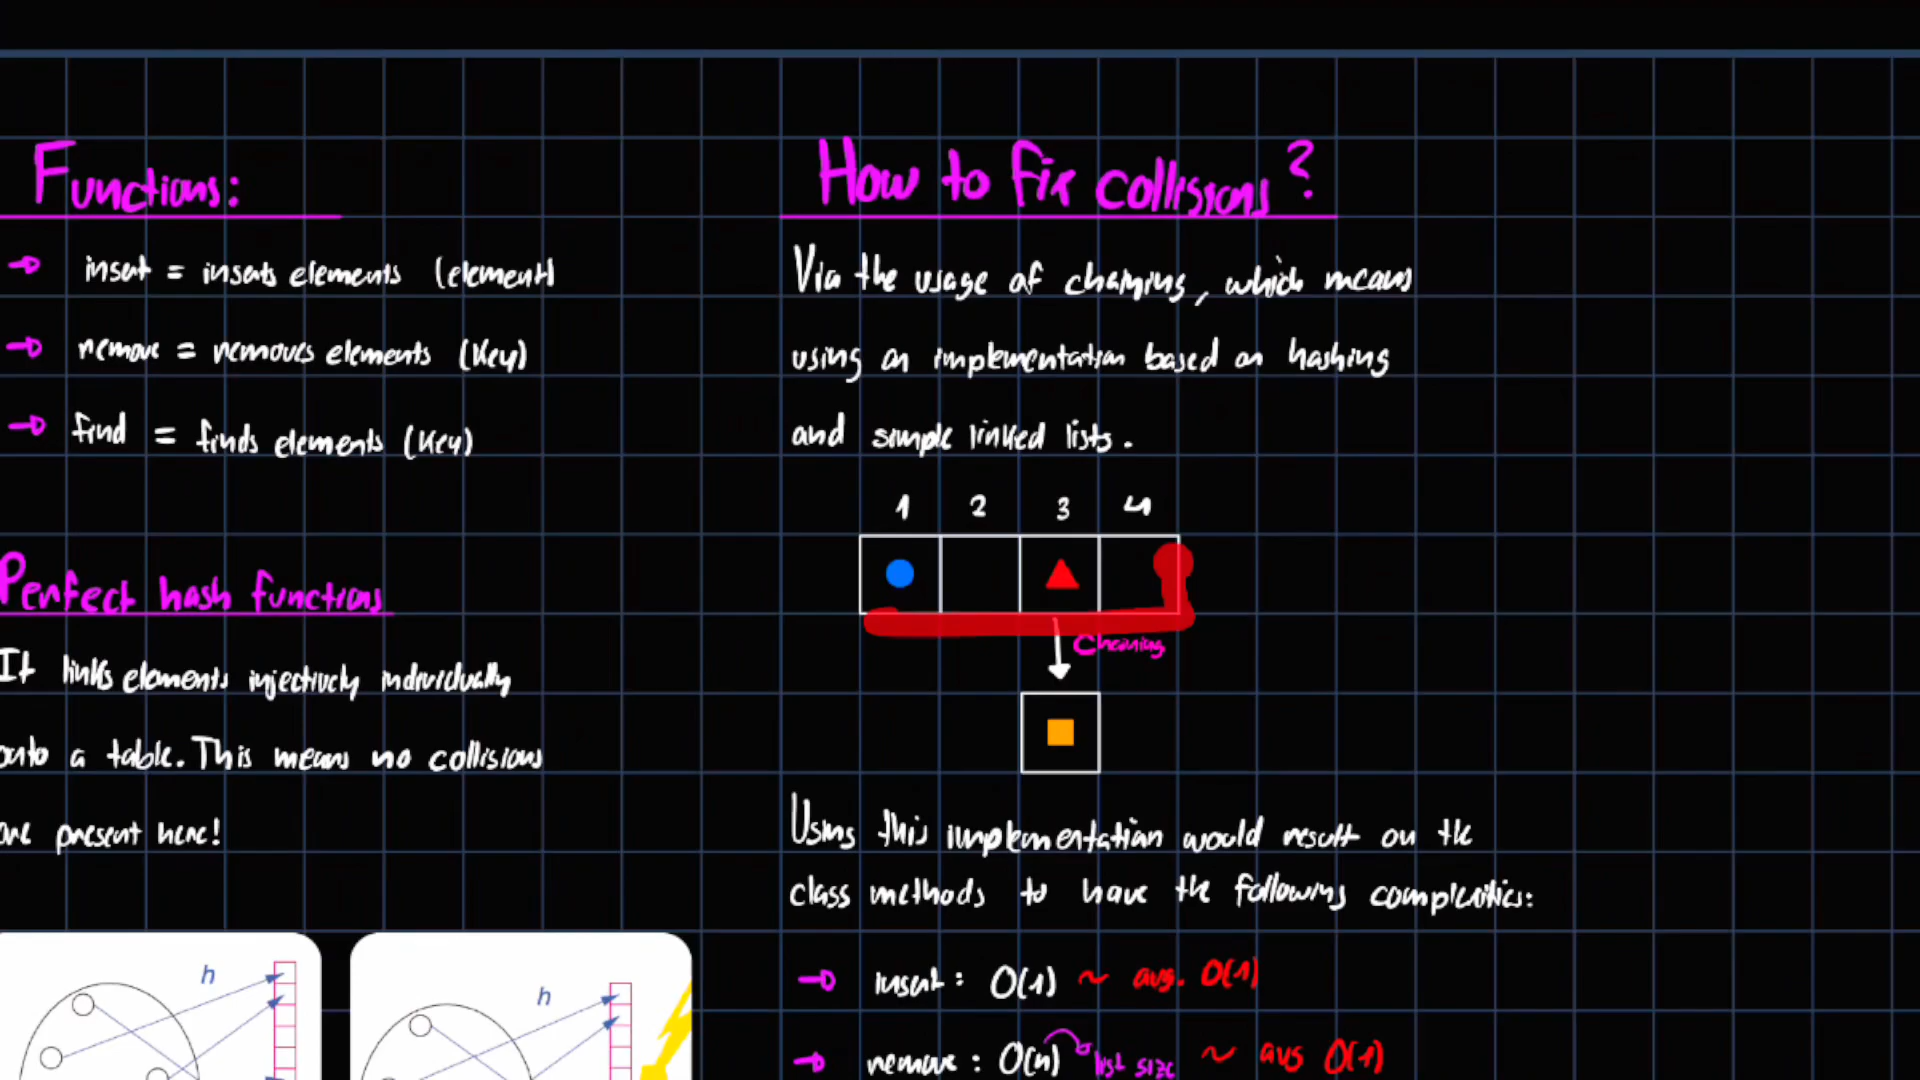 Functions:
insert = inserts elements (element)
remove = removes elements (Key)
find = finds elements (Key)
Perfect hash functions
It links elements injectively individually
onto a table. This means no collisions
are present here!
h
h
How to fix collisions?
Via the usage of chaining, which means
using an implementation based on hashing
and simple linked lists.
1 2 3 4
Chaining
Using this implementation would result on the
class methods to have the following complexities:
insert: O(1) ~ avg. O(1)
remove: O(n) list size ~ avg O(1)